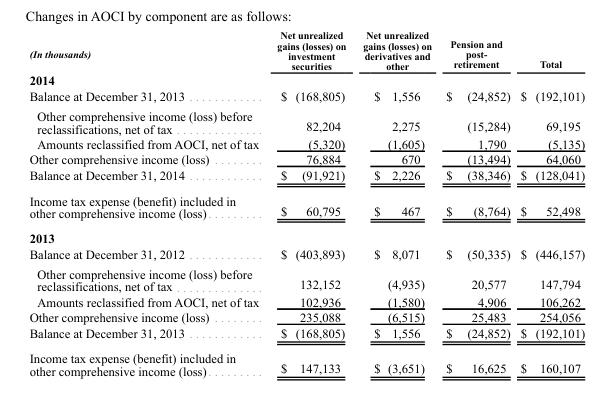 Changes in AOCI by component are as follows:
(In thousands) Net unrealized gains (losses) on investment securities Net unrealized gains (losses) on derivatives and other Pension and post- retirement Total
2014
Balance at December 31, 2013 . . . . . . . . . . . . $ (168,805) $ 1,556 $ (24,852) $ (192,101)
Other comprehensive income (loss) before
reclassifications, net of tax . . . . . . . . . . . . . . 82,204 2,275 (15,284) 69,195
Amounts reclassified from AOCI, net of tax (5,320) (1,605) 1,790 (5,135)
Other comprehensive income (loss) . . . . . . . . 76,884 670 (13,494) 64,060
Balance at December 31, 2014 . . . . . . . . . . . . $ (91,921) $ 2,226 $ (38,346) $ (128,041)
Income tax expense (benefit) included in
other comprehensive income (loss) . . . . . . . . $ 60,795 $ 467 $ (8,764) $ 52,498
2013
Balance at December 31, 2012 . . . . . . . . . . . . $ (403,893) $ 8,071 $ (50,335) $ (446,157)
Other comprehensive income (loss) before
reclassifications, net of tax . . . . . . . . . . . . . . 132,152 (4,935) 20,577 147,794
Amounts reclassified from AOCI, net of tax 102,936 (1,580) 4,906 106,262
Other comprehensive income (loss) . . . . . . . . . 235,088 (6,515) 25,483 254,056
Balance at December 31, 2013 . . . . . . . . . . . . $ (168,805) $ 1,556 $ (24,852) $ (192,101)
Income tax expense (benefit) included in
other comprehensive income (loss) . . . . . . . . . $ 147,133 $ (3,651) $ 16,625 $ 160,107